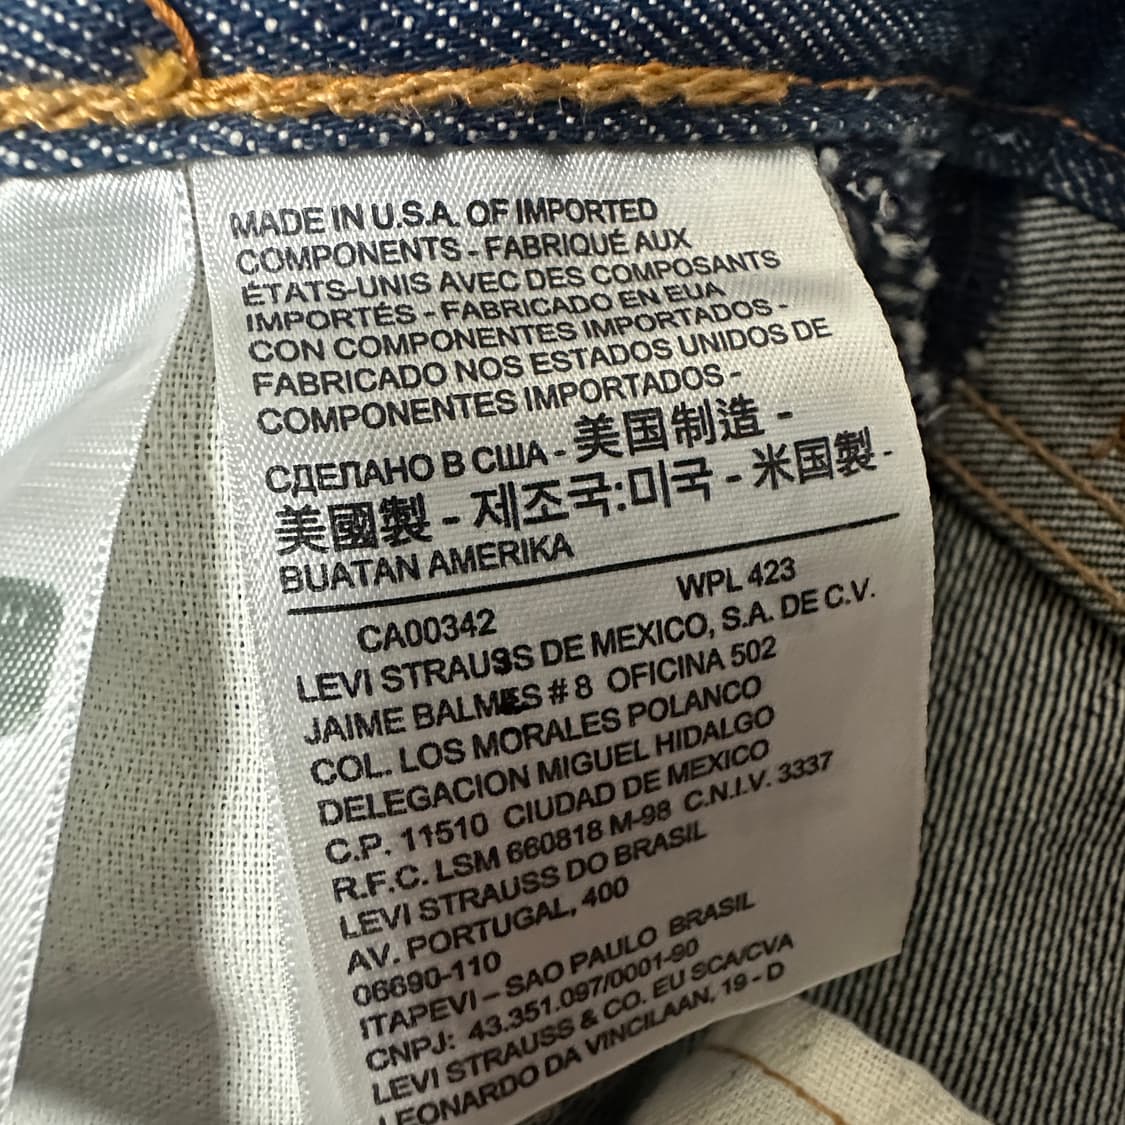 MADE IN U.S.A. OF IMPORTED
COMPONENTS - FABRIQUÉ AUX
ÉTATS-UNIS AVEC DES COMPOSANTS
IMPORTÉS - FABRICADO EN EUA
CON COMPONENTES IMPORTADOS -
FABRICADO NOS ESTADOS UNIDOS DE
COMPONENTES IMPORTADOS -
СДЕЛАНО В США - 美国制造 -
美國製 - 제조국:미국 - 米国製 -
BUATAN AMERIKA
CA00342 WPL 423
LEVI STRAUSS DE MEXICO, S.A. DE C.V.
JAIME BALMES # 8 OFICINA 502
COL. LOS MORALES POLANCO
DELEGACION MIGUEL HIDALGO
C.P. 11510 CIUDAD DE MEXICO
R.F.C. LSM 660818 M-98 C.N.I.V. 3337
LEVI STRAUSS DO BRASIL
AV. PORTUGAL, 400
06690-110
ITAPEVI – SAO PAULO BRASIL
CNPJ: 43.351.097/0001-90
LEVI STRAUSS & CO. EU SCA/CVA
LEONARDO DA VINCILAAN, 19 - D